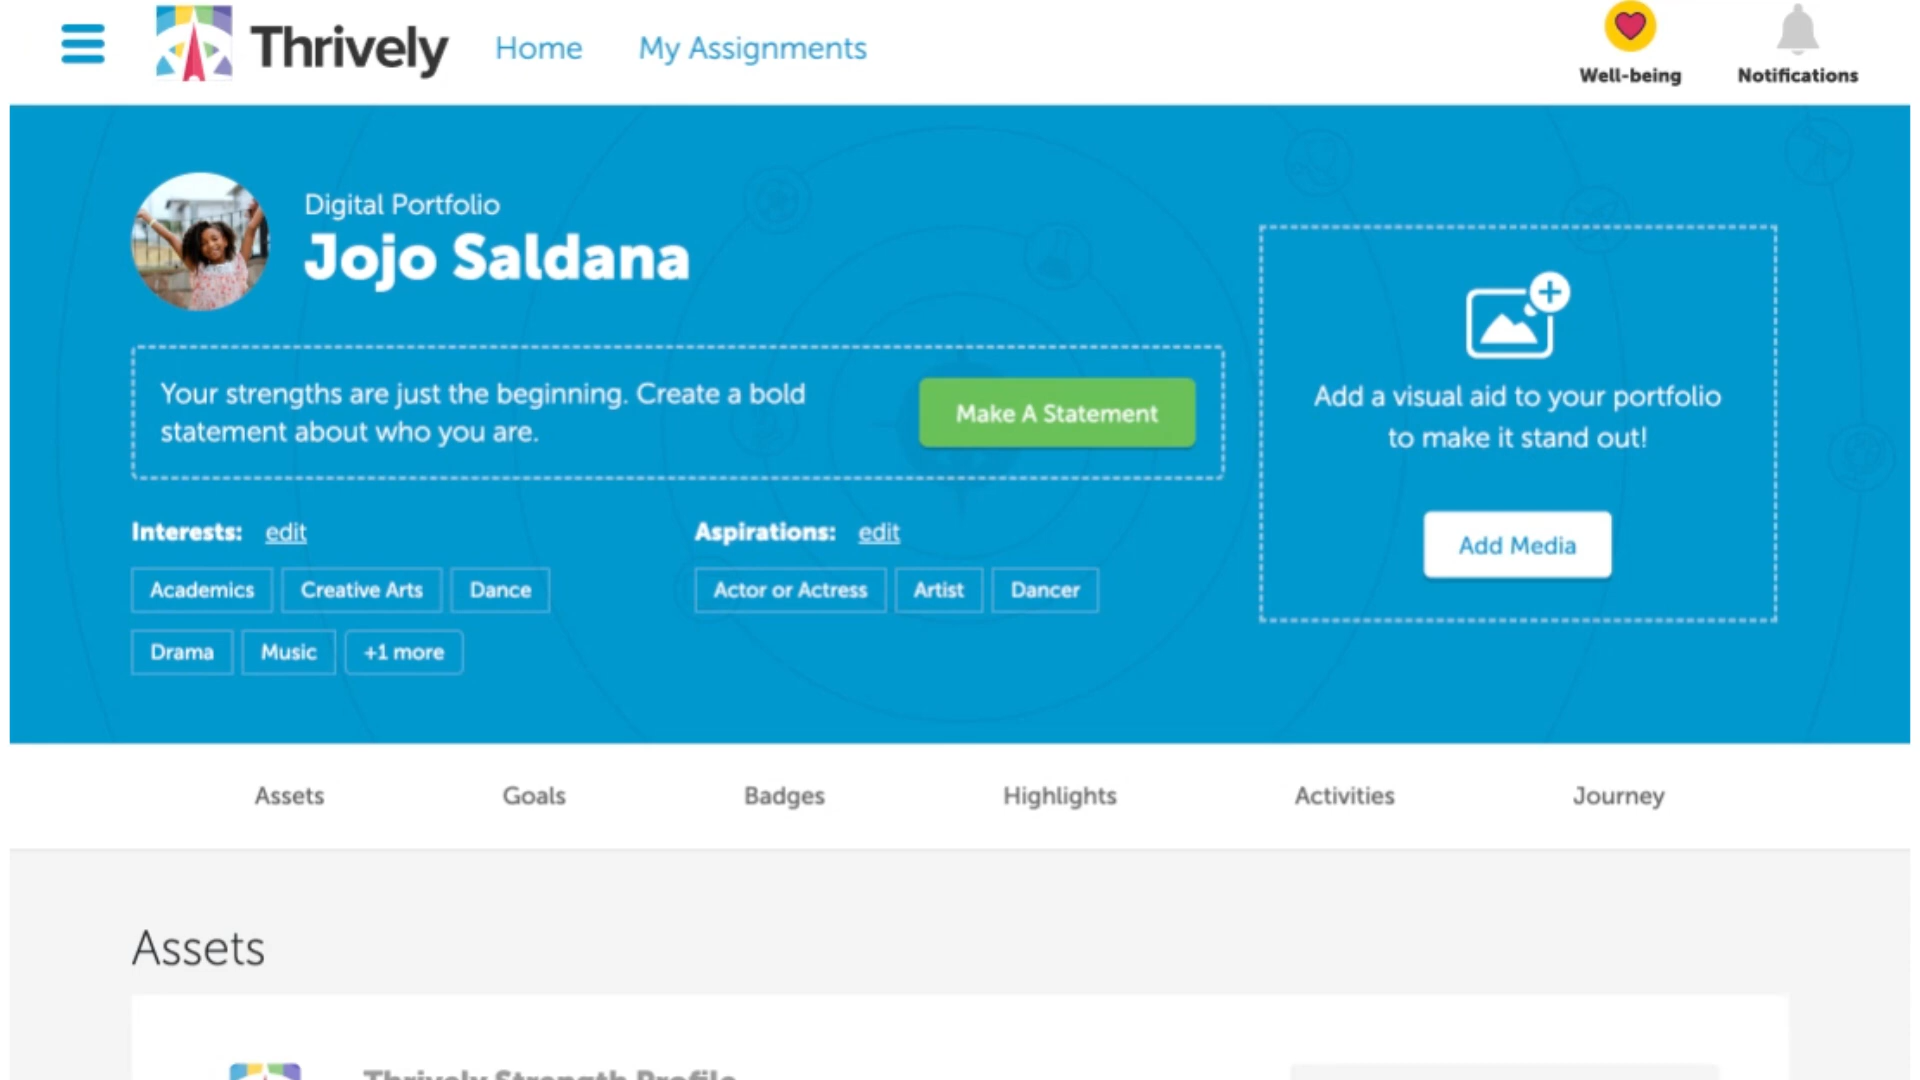 Thrively
Home
My Assignments
Well-being
Notifications
Digital Portfolio
Jojo Saldana
Your strengths are just the beginning. Create a bold
statement about who you are.
Make A Statement
Add a visual aid to your portfolio
to make it stand out!
Add Media
Interests: edit
Academics
Creative Arts
Dance
Drama
Music
+1 more
Aspirations: edit
Actor or Actress
Artist
Dancer
Assets
Goals
Badges
Highlights
Activities
Journey
Assets
Thrively Strength Profile